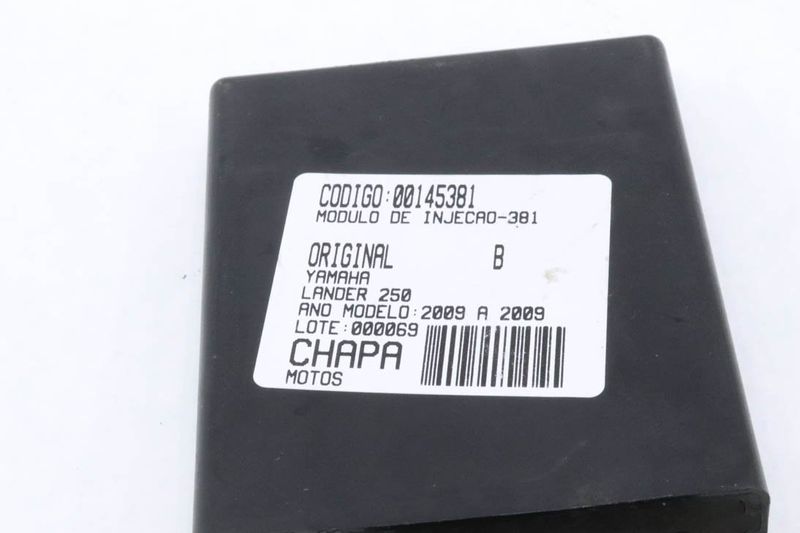 CODIGO:00145381
MODULO DE INJECAO-381
ORIGINAL B
YAMAHA
LANDER 250
ANO MODELO:2009 A 2009
LOTE:000069
CHAPA
MOTOS